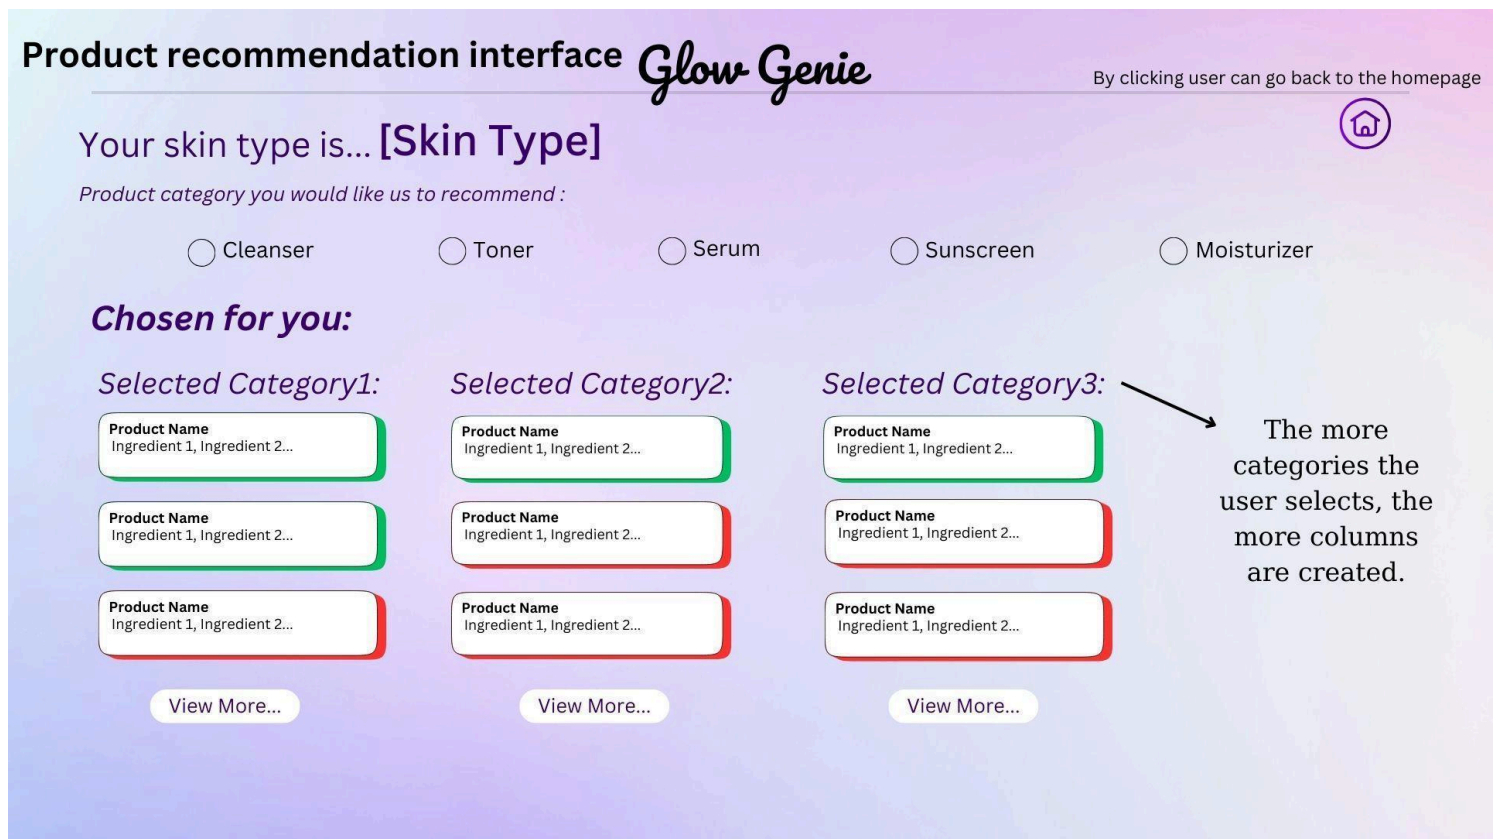 Product recommendation interface
Glow Genie
By clicking user can go back to the homepage
Your skin type is... [Skin Type]
Product category you would like us to recommend :
Cleanser
Toner
Serum
Sunscreen
Moisturizer
Chosen for you:
Selected Category1:
Product Name
Ingredient 1, Ingredient 2...
Product Name
Ingredient 1, Ingredient 2...
Product Name
Ingredient 1, Ingredient 2...
View More...
Selected Category2:
Product Name
Ingredient 1, Ingredient 2...
Product Name
Ingredient 1, Ingredient 2...
Product Name
Ingredient 1, Ingredient 2...
View More...
Selected Category3:
Product Name
Ingredient 1, Ingredient 2...
Product Name
Ingredient 1, Ingredient 2...
Product Name
Ingredient 1, Ingredient 2...
View More...
The more
categories the
user selects, the
more columns
are created.